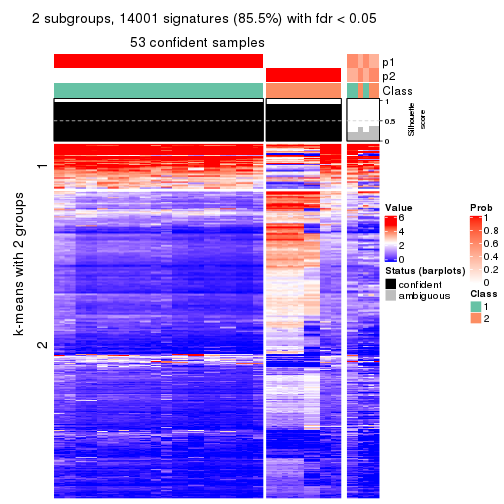 2 subgroups, 14001 signatures (85.5%) with fdr < 0.05
53 confident samples
p1
p2
Class
1
0.5
0
Silhouette
score
k-means with 2 groups
1
2
Value
6
4
2
0
Status (barplots)
confident
ambiguous
Prob
1
0.8
0.6
0.4
0.2
0
Class
1
2